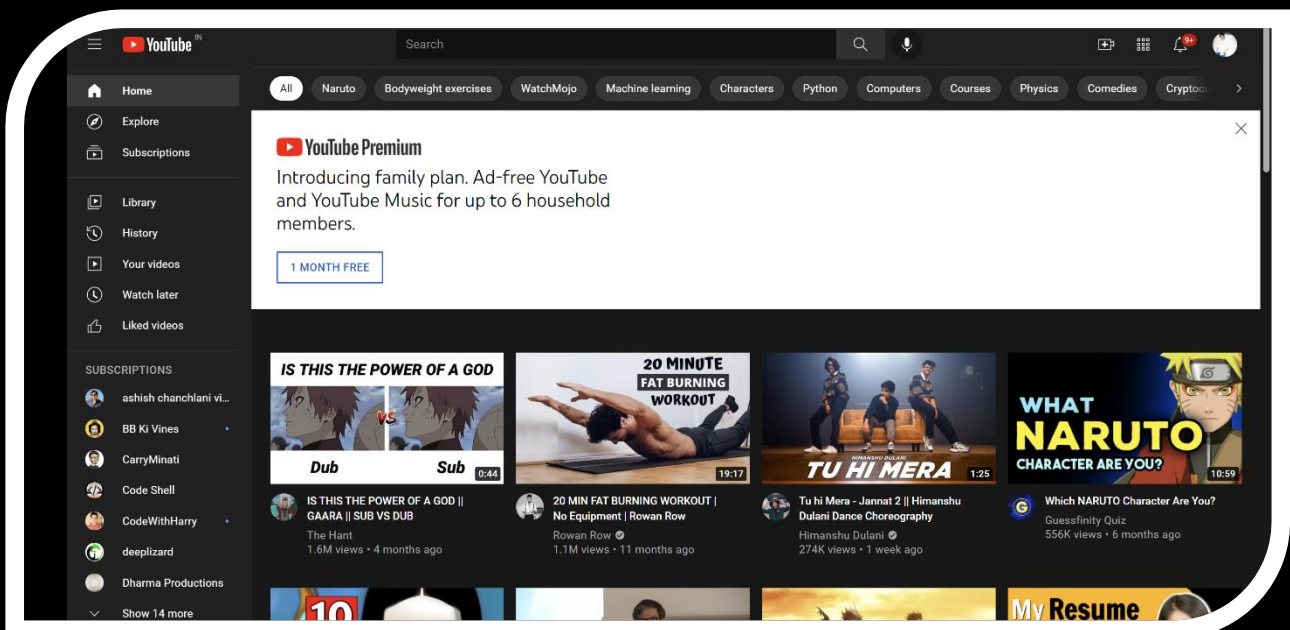 YouTube IN
Search
9+
Home
Explore
Subscriptions
Library
History
Your videos
Watch later
Liked videos
SUBSCRIPTIONS
ashish chanchlani vi...
BB Ki Vines
CarryMinati
Code Shell
CodeWithHarry
deeplizard
Dharma Productions
Show 14 more
All Naruto Bodyweight exercises WatchMojo Machine learning Characters Python Computers Courses Physics Comedies
YouTube Premium
Introducing family plan. Ad-free YouTube
and YouTube Music for up to 6 household
members.
1 MONTH FREE
IS THIS THE POWER OF A GOD
VS
Dub Sub
0:44
IS THIS THE POWER OF A GOD ||
GAARA || SUB VS DUB
The Hant
1.6M views • 4 months ago
20 MINUTE
FAT BURNING
WORKOUT
19:17
20 MIN FAT BURNING WORKOUT |
No Equipment | Rowan Row
Rowan Row
1.1M views • 11 months ago
HIMANSHU DULANI
TU HI MERA
1:25
Tu hi Mera - Jannat 2 || Himanshu
Dulani Dance Choreography
Himanshu Dulani
274K views • 1 week ago
WHAT
NARUTO
CHARACTER ARE YOU?
10:59
G
Which NARUTO Character Are You?
Guessfinity Quiz
556K views • 6 months ago
10
My Resume